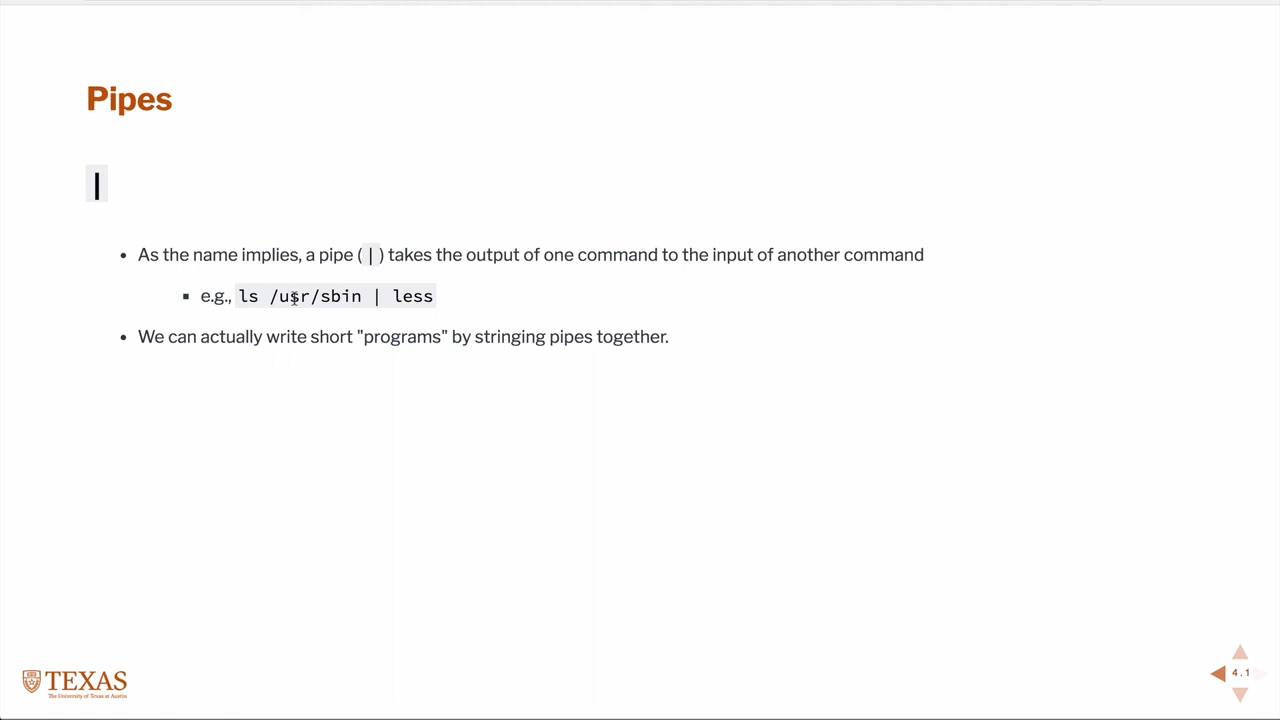 Pipes
|
• As the name implies, a pipe ( | ) takes the output of one command to the input of another command
▪ e.g., ls /usr/sbin | less
• We can actually write short "programs" by stringing pipes together.
TEXAS
The University of Texas at Austin
4.1